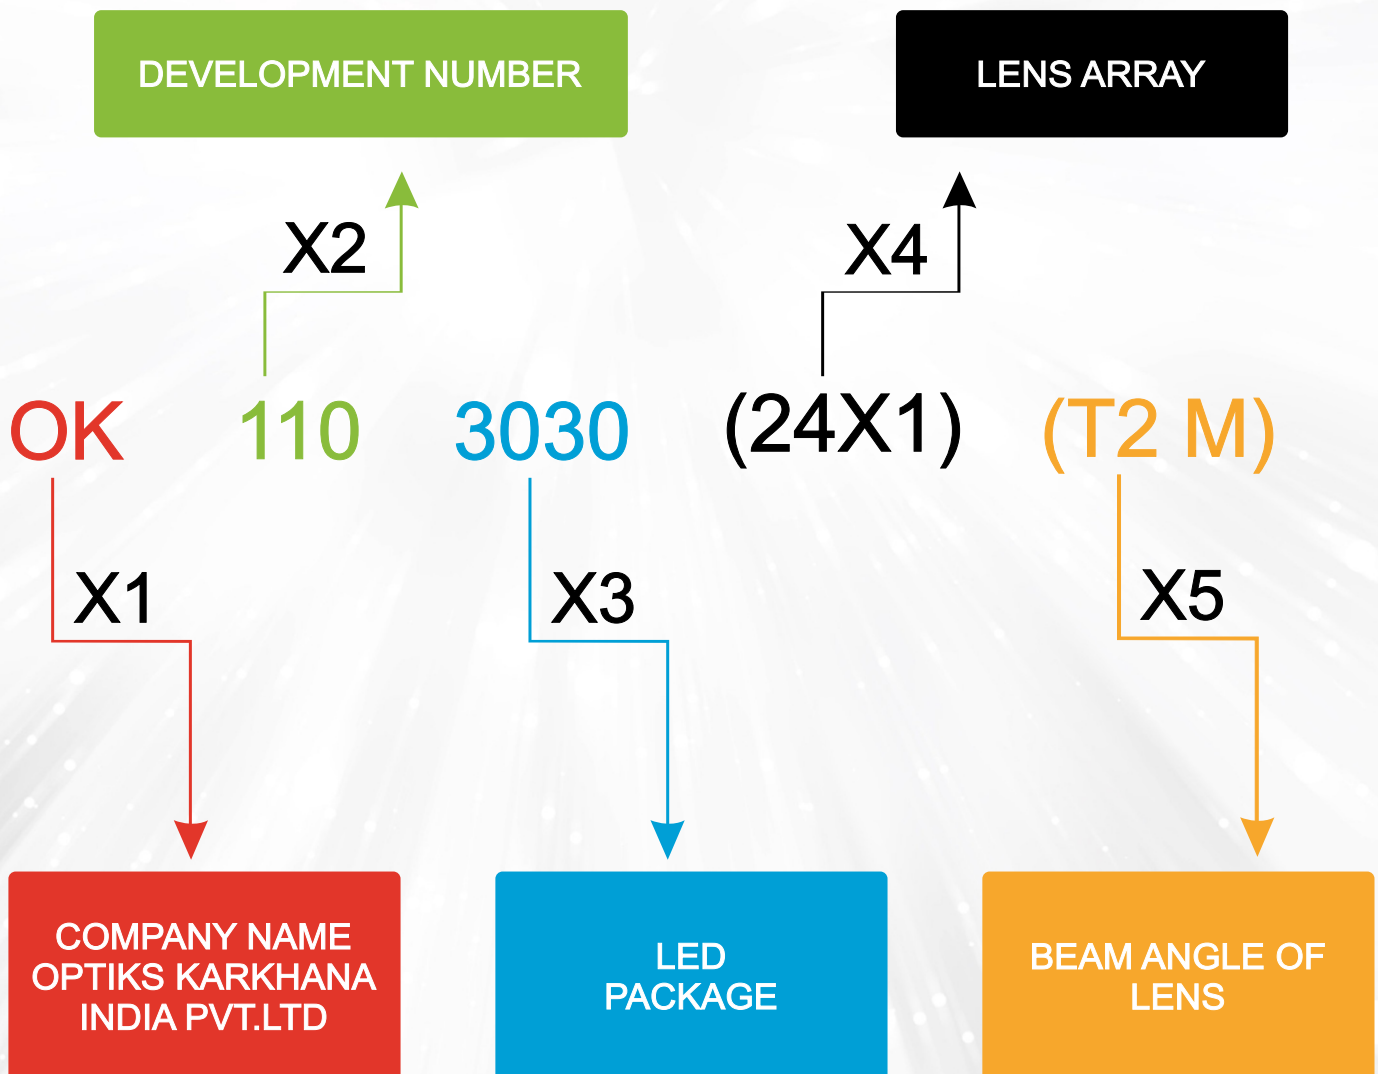 DEVELOPMENT NUMBER
LENS ARRAY
X2
X4
OK 110 3030 (24X1) (T2 M)
X1
X3
X5
COMPANY NAME
OPTIKS KARKHANA
INDIA PVT.LTD
LED
PACKAGE
BEAM ANGLE OF
LENS